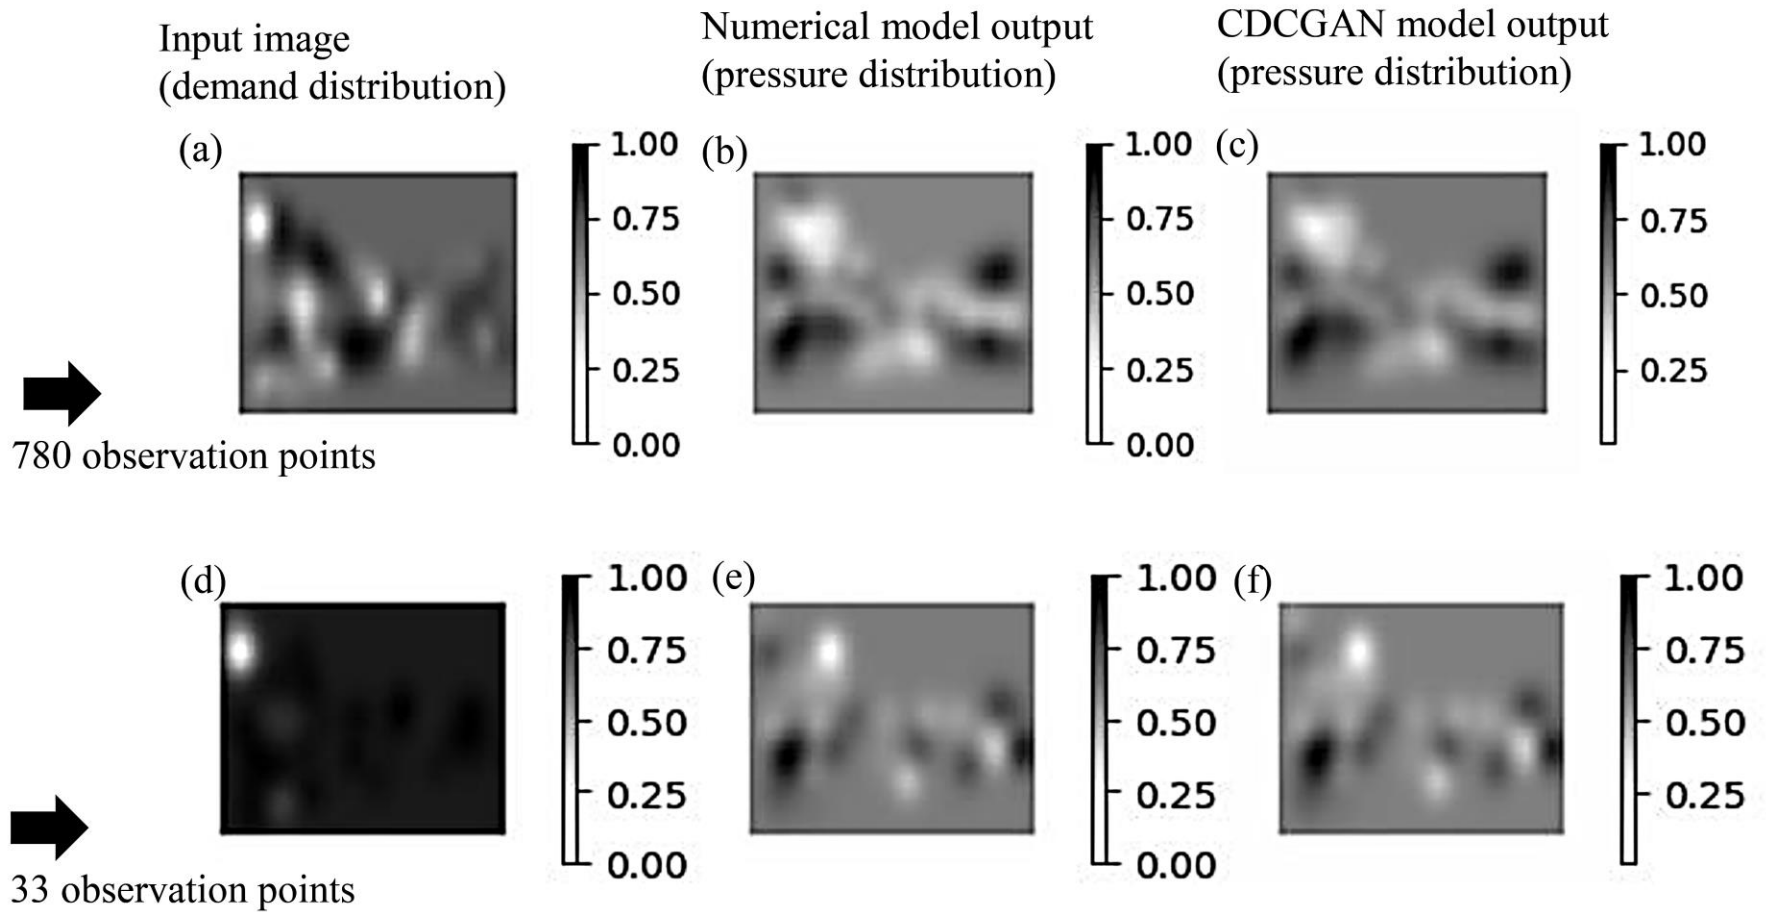 Input image
(demand distribution)
Numerical model output
(pressure distribution)
CDCGAN model output
(pressure distribution)
(a)
1.00
0.75
0.50
0.25
0.00
(b)
1.00
0.75
0.50
0.25
0.00
(c)
1.00
0.75
0.50
0.25
780 observation points
(d)
1.00
0.75
0.50
0.25
0.00
(e)
1.00
0.75
0.50
0.25
0.00
(f)
1.00
0.75
0.50
0.25
33 observation points